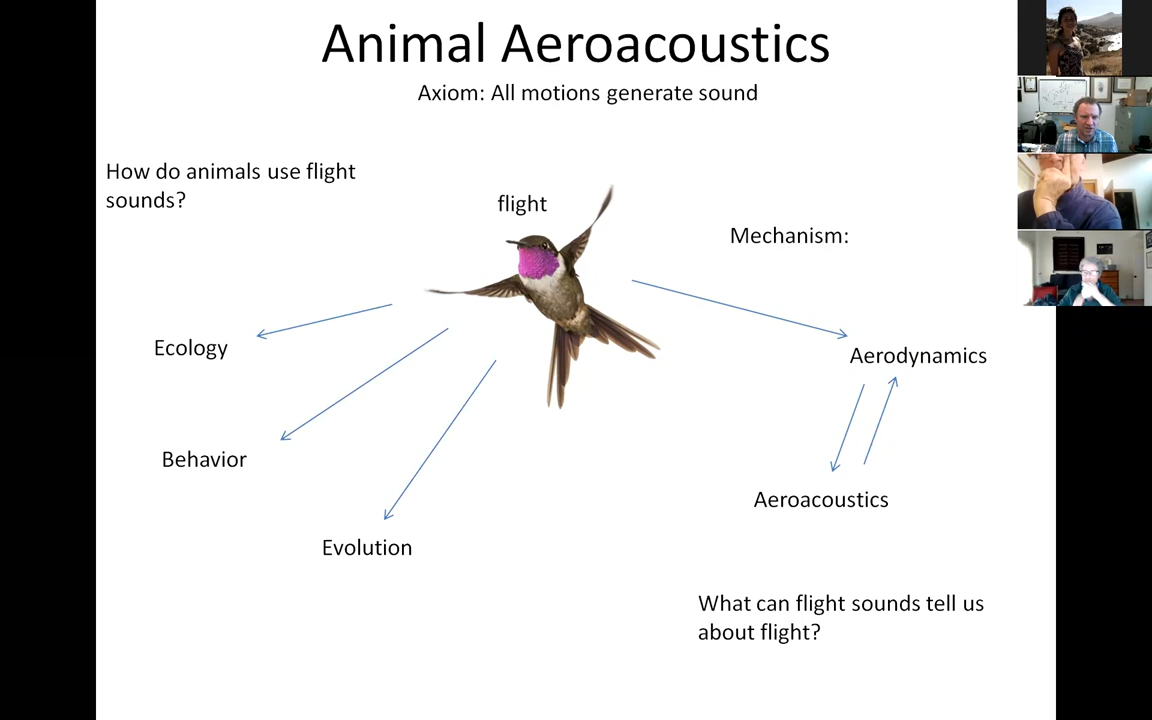 Animal Aeroacoustics
Axiom: All motions generate sound
How do animals use flight
sounds?
flight
Mechanism:
Ecology
Aerodynamics
Behavior
Aeroacoustics
Evolution
What can flight sounds tell us
about flight?